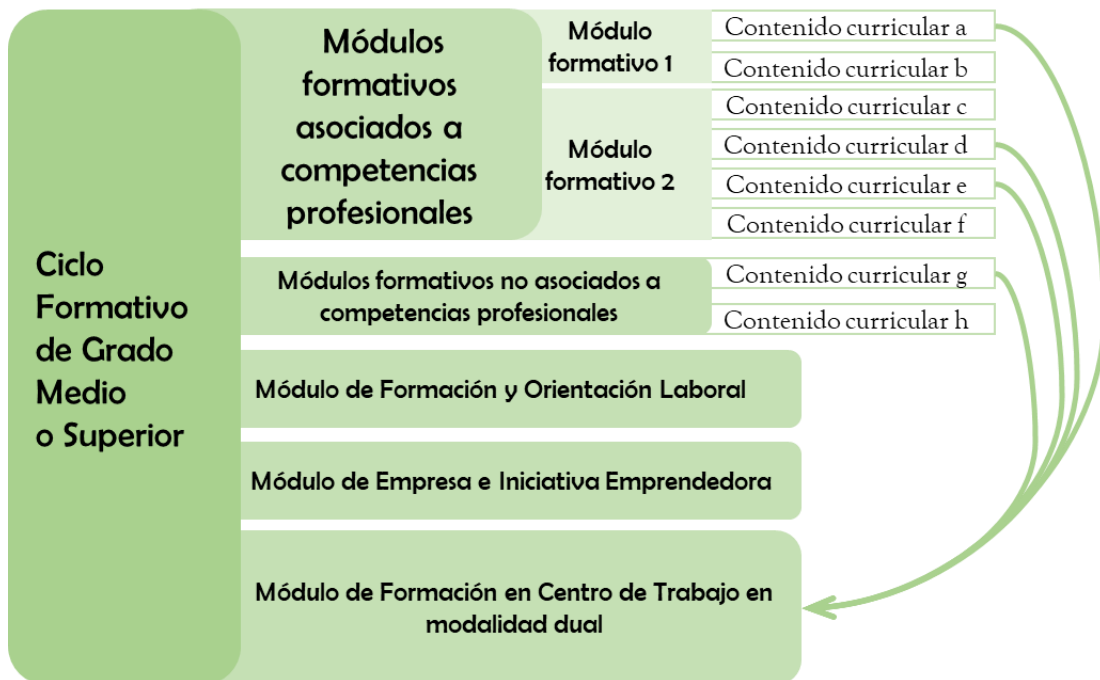 Ciclo
Formativo
de Grado
Medio
o Superior
Módulos
formativos
asociados a
competencias
profesionales
Módulo
formativo 1
Contenido curricular a
Contenido curricular b
Módulo
formativo 2
Contenido curricular c
Contenido curricular d
Contenido curricular e
Contenido curricular f
Módulos formativos no asociados a
competencias profesionales
Contenido curricular g
Contenido curricular h
Módulo de Formación y Orientación Laboral
Módulo de Empresa e Iniciativa Emprendedora
Módulo de Formación en Centro de Trabajo en
modalidad dual